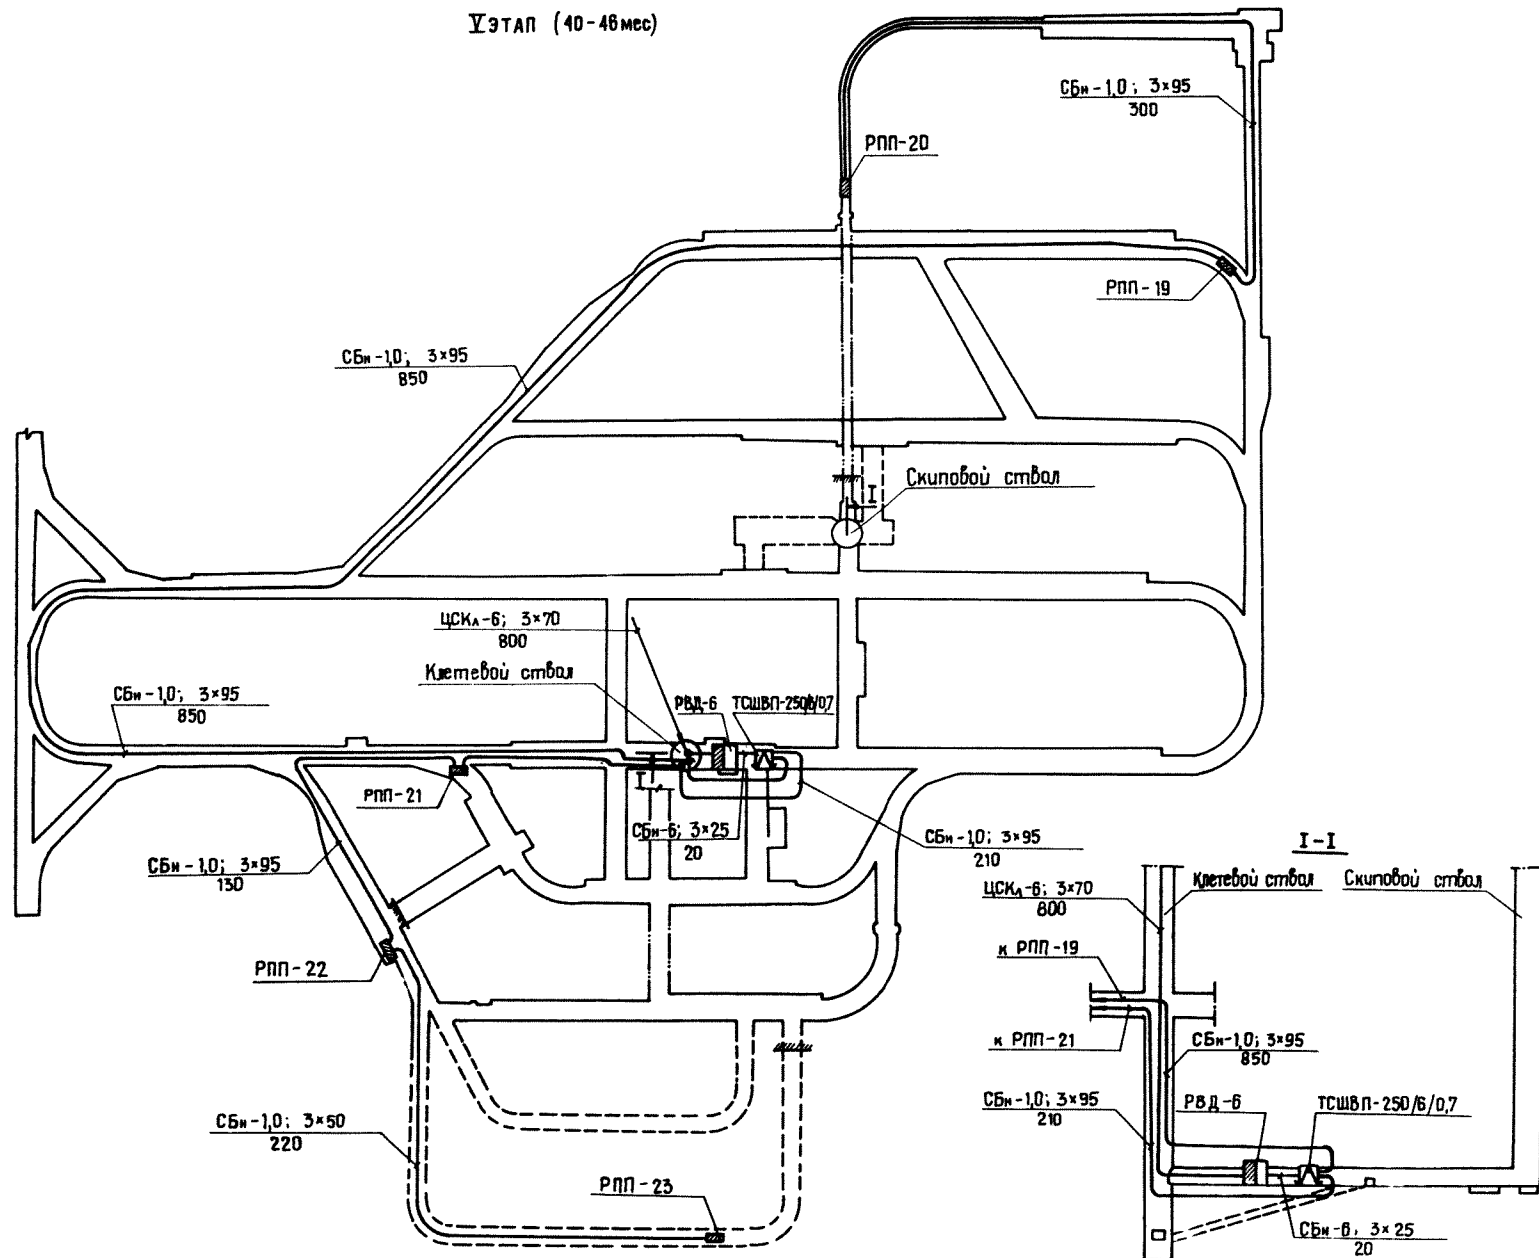 V ЭТАП (40-46 мес)
СБн-1,0; 3×95
300
РПП-20
РПП-19
СБн-1,0; 3×95
850
Скиповой ствол
I
ЦСКл-6; 3×70
800
Клетевой ствол
РВД-6
ТСШВП-250/6/0,7
СБн-1,0; 3×95
850
РПП-21
I
СБн-6; 3×25
20
СБн-1,0; 3×95
210
СБн-1,0; 3×95
130
РПП-22
СБн-1,0; 3×50
220
РПП-23
I-I
ЦСКл-6; 3×70
800
Клетевой ствол
Скиповой ствол
к РПП-19
к РПП-21
СБн-1,0; 3×95
850
СБн-1,0; 3×95
210
РВД-6
ТСШВП-250/6/0,7
СБн-6; 3×25
20